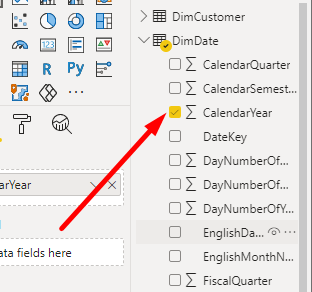 DimCustomer
DimDate
CalendarQuarter
CalendarSemest...
CalendarYear
DateKey
DayNumberOf...
DayNumberOf...
DayNumberOfY...
EnglishDa...
EnglishMonthN...
FiscalQuarter
R Py
arYear
ata fields here